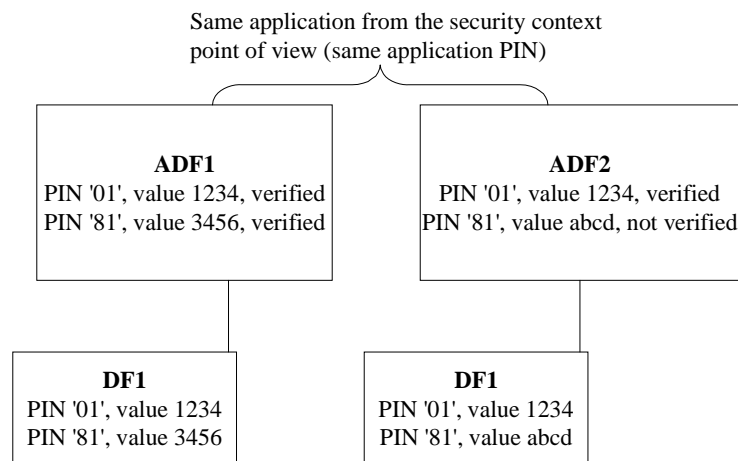 Same application from the security context
point of view (same application PIN)
ADF1
PIN '01', value 1234, verified
PIN '81', value 3456, verified
ADF2
PIN '01', value 1234, verified
PIN '81', value abcd, not verified
DF1
PIN '01', value 1234
PIN '81', value 3456
DF1
PIN '01', value 1234
PIN '81', value abcd